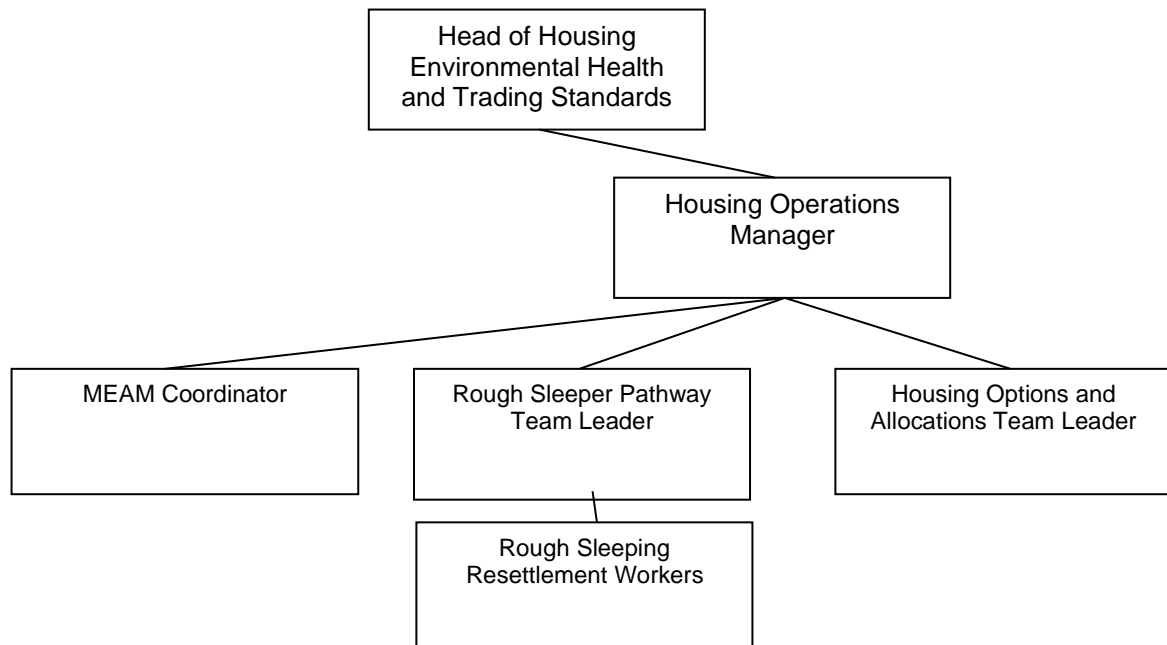 Head of Housing
Environmental Health
and Trading Standards
Housing Operations
Manager
MEAM Coordinator
Rough Sleeper Pathway
Team Leader
Housing Options and
Allocations Team Leader
Rough Sleeping
Resettlement Workers